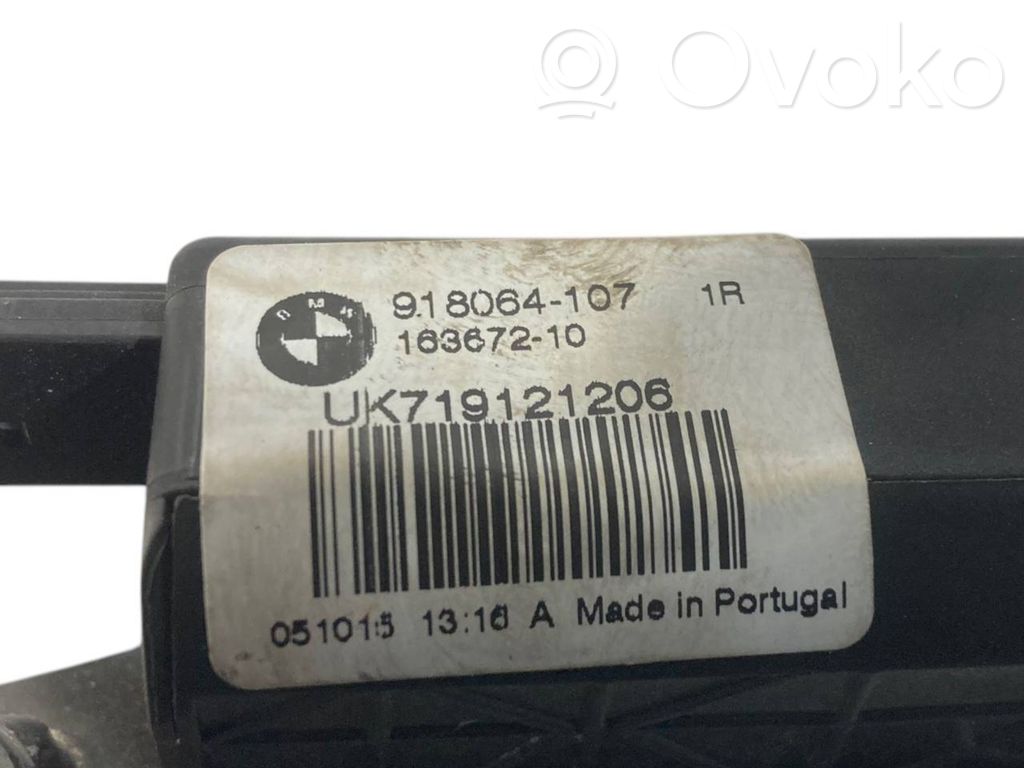 Ovoko
918064-107 1R
163672-10
UK719121206
051015 13:16 A Made in Portugal